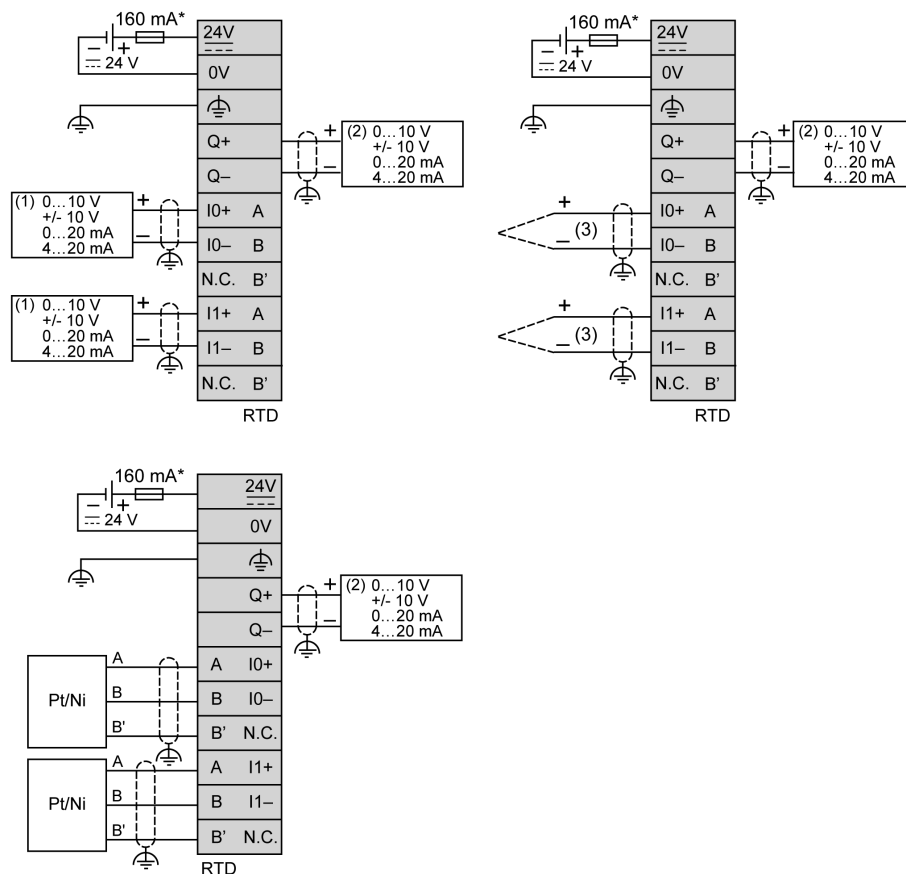 160 mA*
24V
− +
24 V
0V
Q+
+ (2) 0...10 V
+/- 10 V
0...20 mA
4...20 mA
−
Q−
(1) 0...10 V
+/- 10 V
0...20 mA
4...20 mA
+
−
I0+ A
I0− B
N.C. B'
(1) 0...10 V
+/- 10 V
0...20 mA
4...20 mA
+
−
I1+ A
I1− B
N.C. B'
RTD
160 mA*
24V
− +
24 V
0V
Q+
+ (2) 0...10 V
+/- 10 V
0...20 mA
4...20 mA
−
Q−
+
− (3)
I0+ A
I0− B
N.C. B'
+
− (3)
I1+ A
I1− B
N.C. B'
RTD
160 mA*
24V
− +
24 V
0V
Q+
+ (2) 0...10 V
+/- 10 V
0...20 mA
4...20 mA
−
Q−
Pt/Ni
A
B
B'
A I0+
B I0−
B' N.C.
Pt/Ni
A
B
B'
A I1+
B I1−
B' N.C.
RTD